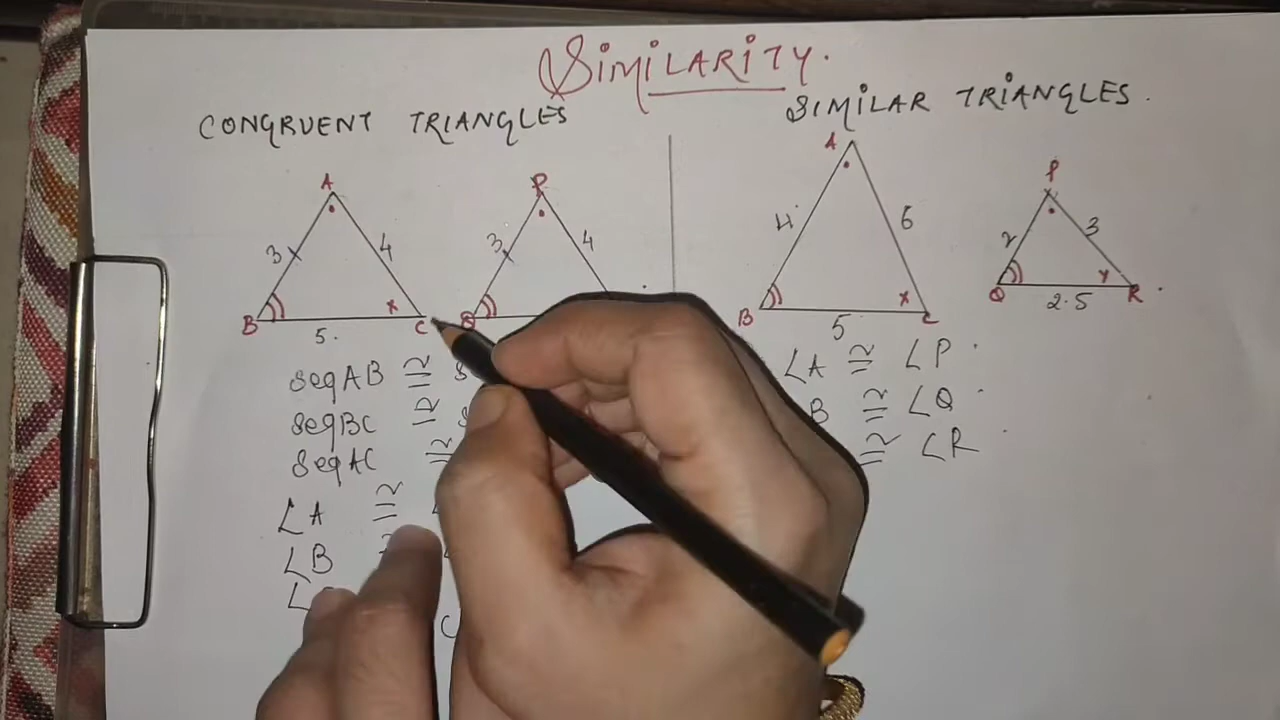 SIMILARITY.
CONGRUENT TRIANGLES
SIMILAR TRIANGLES.
A
3
4
B
C
5.
P
3
4
Q
A
4
6
B
C
5
P
2
3
Q
R.
2.5
seg AB ≅ s
seg BC ≅ s
seg AC ≅
∠A ≅
∠B
∠
C
∠A ≅ ∠P
B ≅ ∠Q
≅ ∠R